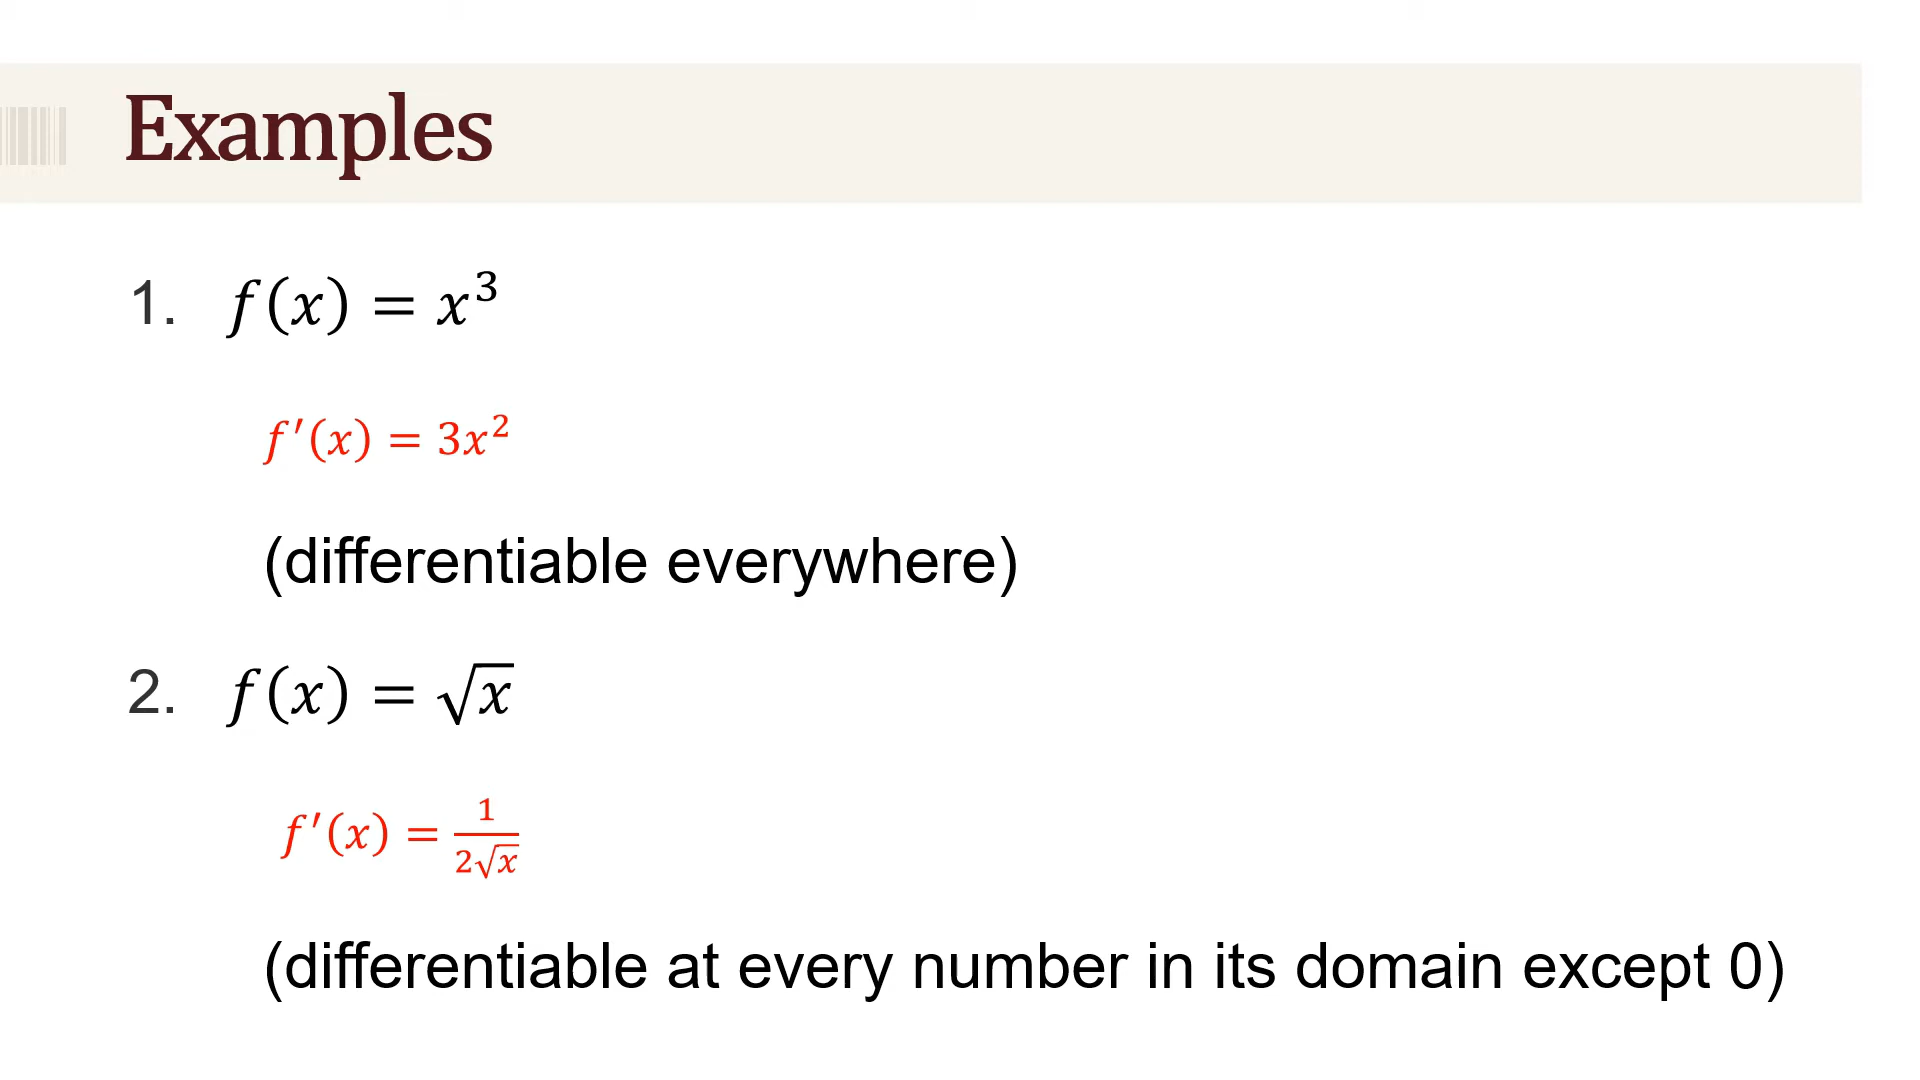 Examples
1. f(x) = x³
f′(x) = 3x²
(differentiable everywhere)
2. f(x) = √x
f′(x) = 1/(2√x)
(differentiable at every number in its domain except 0)